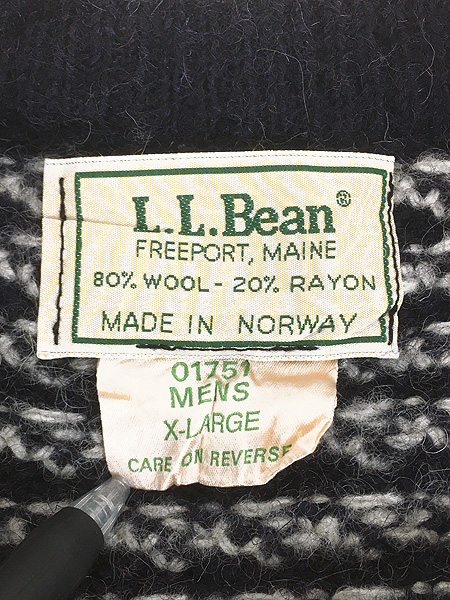 L.L.Bean®
FREEPORT, MAINE
80% WOOL - 20% RAYON
MADE IN NORWAY
01751
MENS
X-LARGE
CARE ON REVERSE